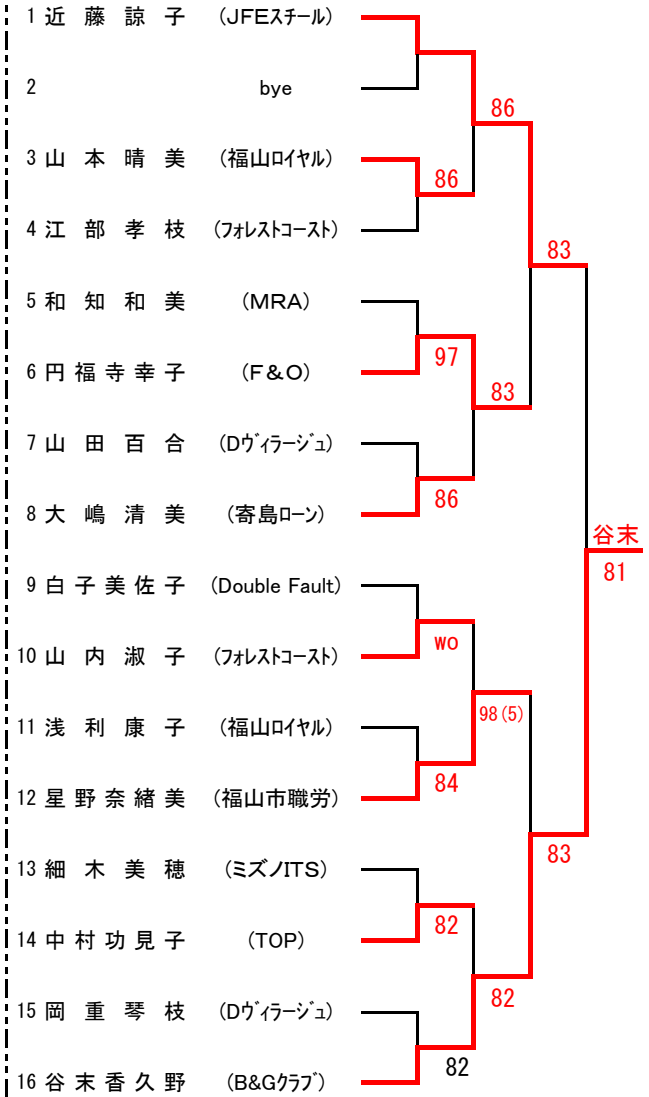 1 近藤諒子 (JFEスチール)
2 bye
86
3 山本晴美 (福山ロイヤル)
86
4 江部孝枝 (フォレストコースト)
83
5 和知和美 (MRA)
97
6 円福寺幸子 (F&O)
83
7 山田百合 (Dヴィラージュ)
86
8 大嶋清美 (寄島ローン)
谷末
81
9 白子美佐子 (Double Fault)
wo
10 山内淑子 (フォレストコースト)
98(5)
11 浅利康子 (福山ロイヤル)
84
12 星野奈緒美 (福山市職労)
83
13 細木美穂 (ミズノITS)
82
14 中村功見子 (TOP)
82
15 岡重琴枝 (Dヴィラージュ)
82
16 谷末香久野 (B&Gクラブ)